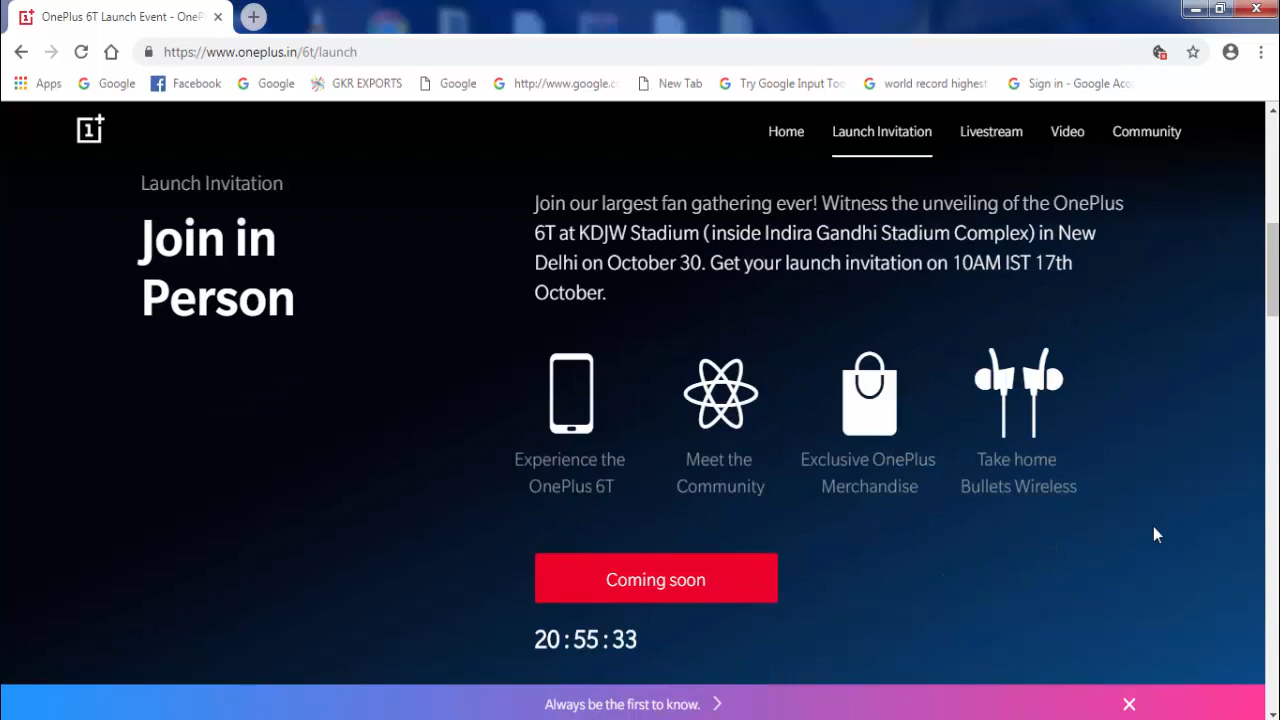 OnePlus 6T Launch Event - OneP
https://www.oneplus.in/6t/launch
Apps Google Facebook Google GKR EXPORTS Google http://www.google.c New Tab Try Google Input Too world record highest Sign in - Google Acc
Home Launch Invitation Livestream Video Community
Launch Invitation
Join in
Person
Join our largest fan gathering ever! Witness the unveiling of the OnePlus
6T at KDJW Stadium (inside Indira Gandhi Stadium Complex) in New
Delhi on October 30. Get your launch invitation on 10AM IST 17th
October.
Experience the
OnePlus 6T
Meet the
Community
Exclusive OnePlus
Merchandise
Take home
Bullets Wireless
Coming soon
20 : 55 : 33
Always be the first to know.